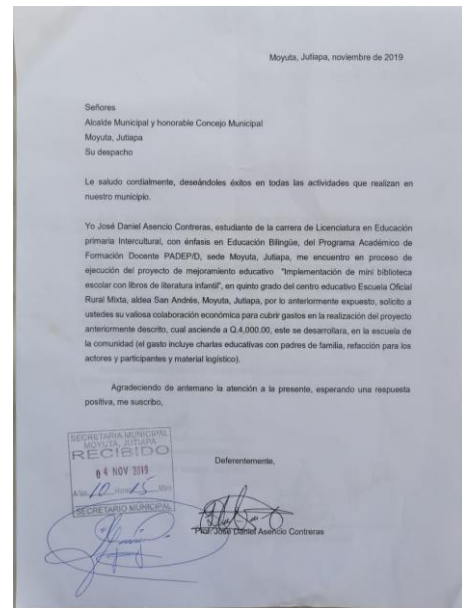 Moyuta, Jutiapa, noviembre de 2019
Señores
Alcalde Municipal y honorable Concejo Municipal
Moyuta, Jutiapa
Su despacho
Le saludo cordialmente, deseándoles éxitos en todas las actividades que realizan en
nuestro municipio.
Yo José Daniel Asencio Contreras, estudiante de la carrera de Licenciatura en Educación
primaria Intercultural, con énfasis en Educación Bilingüe, del Programa Académico de
Formación Docente PADEP/D, sede Moyuta, Jutiapa, me encuentro en proceso de
ejecución del proyecto de mejoramiento educativo "Implementación de mini biblioteca
escolar con libros de literatura infantil", en quinto grado del centro educativo Escuela Oficial
Rural Mixta, aldea San Andrés, Moyuta, Jutiapa, por lo anteriormente expuesto, solicito a
ustedes su valiosa colaboración económica para cubrir gastos en la realización del proyecto
anteriormente descrito, cual asciende a Q.4,000.00, este se desarrollara, en la escuela de
la comunidad (el gasto incluye charlas educativas con padres de familia, refacción para los
actores y participantes y material logístico).
Agradeciendo de antemano la atención a la presente, esperando una respuesta
positiva, me suscribo,
SECRETARIA MUNICIPAL
MOYUTA, JUTIAPA
RECIBIDO
04 NOV 2019
A las 10 Horas 15 Min
SECRETARIO MUNICIPAL
Deferentemente,
Prof. José Daniel Asencio Contreras